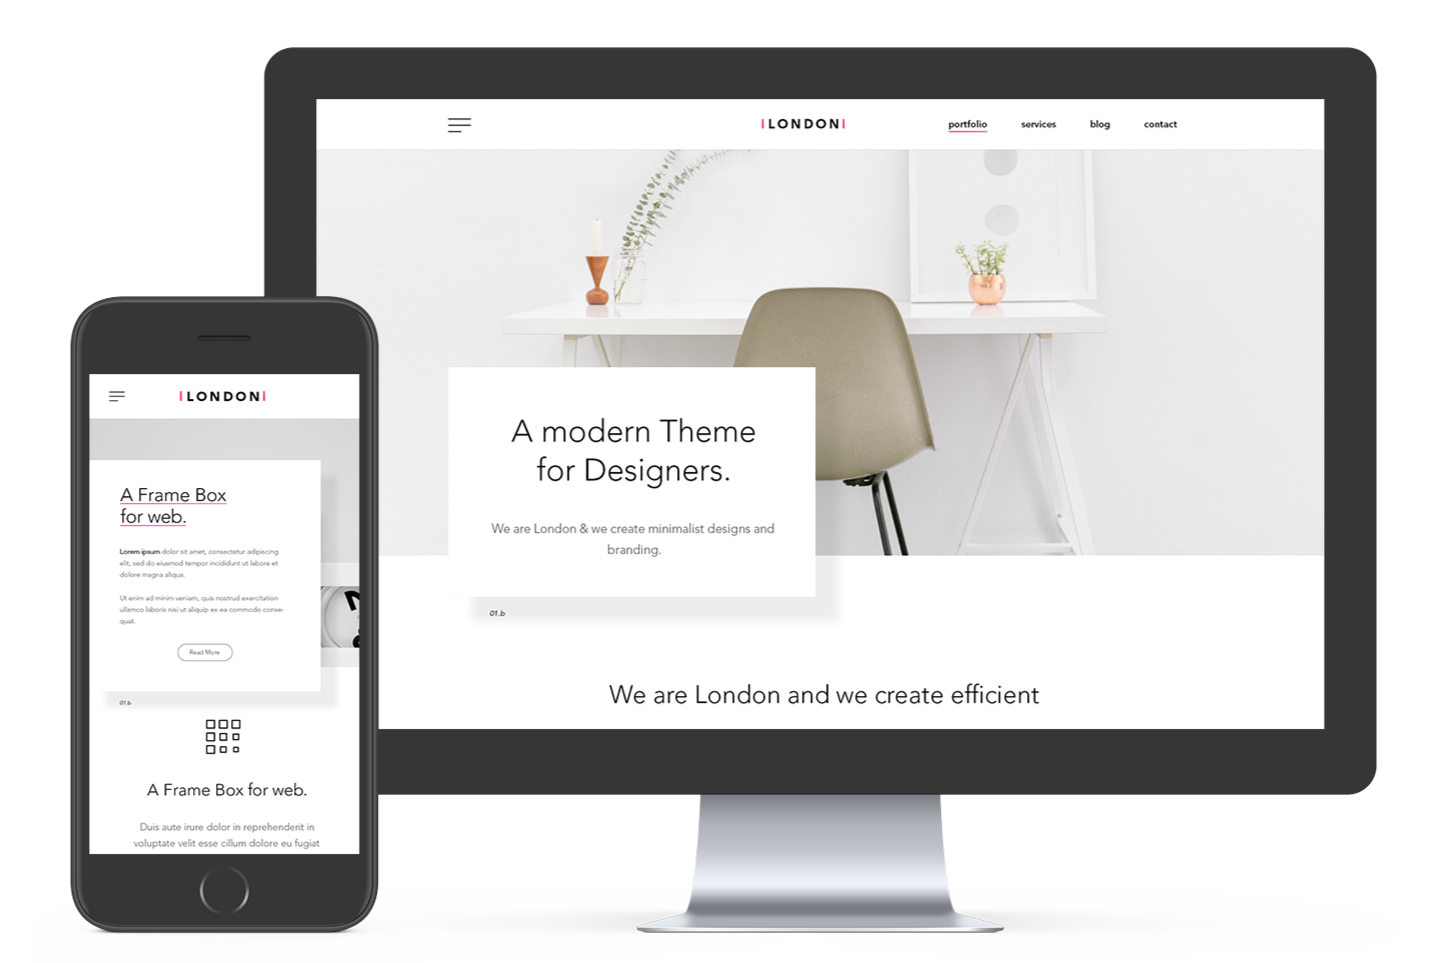 |LONDON|
portfolio services blog contact
A modern Theme
for Designers.
We are London & we create minimalist designs and
branding.
01.b
We are London and we create efficient
|LONDON|
A Frame Box
for web.
Lorem ipsum dolor sit amet, consectetur adipiscing
elit, sed do eiusmod tempor incididunt ut labore et
dolore magna aliqua.
Ut enim ad minim veniam, quis nostrud exercitation
ullamco laboris nisi ut aliquip ex ea commodo conse-
quat.
Read More
01.b
A Frame Box for web.
Duis aute irure dolor in reprehenderit in
voluptate velit esse cillum dolore eu fugiat